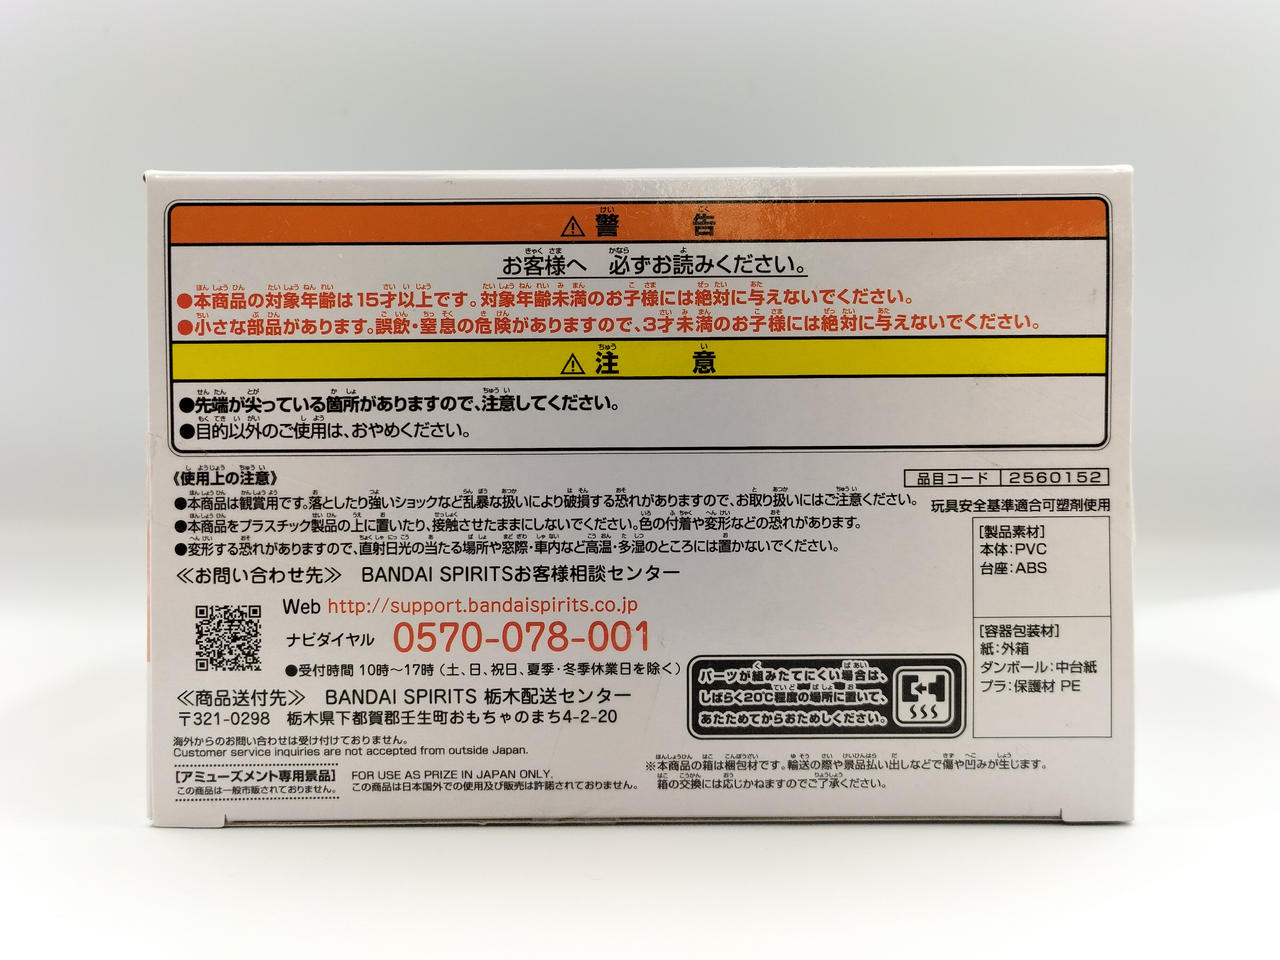 ⚠ 警告
お客様へ 必ずお読みください。
●本商品の対象年齢は15才以上です。対象年齢未満のお子様には絶対に与えないでください。
●小さな部品があります。誤飲・窒息の危険がありますので、3才未満のお子様には絶対に与えないでください。
⚠ 注意
●先端が尖っている箇所がありますので、注意してください。
●目的以外のご使用は、おやめください。
《使用上の注意》
品目コード 2560152
●本商品は観賞用です。落としたり強いショックなど乱暴な扱いにより破損する恐れがありますので、お取り扱いにはご注意ください。
玩具安全基準適合可塑剤使用
●本商品をプラスチック製品の上に置いたり、接触させたままにしないでください。色の付着や変形などの恐れがあります。
●変形する恐れがありますので、直射日光の当たる場所や窓際・車内など高温・多湿のところには置かないでください。
[製品素材]
本体:PVC
台座:ABS
≪お問い合わせ先≫ BANDAI SPIRITSお客様相談センター
Web http://support.bandaispirits.co.jp
ナビダイヤル 0570-078-001
●受付時間 10時〜17時(土、日、祝日、夏季・冬季休業日を除く)
[容器包装材]
紙:外箱
ダンボール:中台紙
プラ:保護材 PE
パーツが組みたてにくい場合は、
しばらく20℃程度の場所に置いて、
あたためてからおためしください。
≪商品送付先≫ BANDAI SPIRITS 栃木配送センター
〒321-0298 栃木県下都賀郡壬生町おもちゃのまち4-2-20
海外からのお問い合わせは受け付けておりません。
Customer service inquiries are not accepted from outside Japan.
[アミューズメント専用景品]
この商品は一般市販されておりません。
FOR USE AS PRIZE IN JAPAN ONLY.
この商品は日本国外での使用及び販売は許諾されておりません。
※本商品の箱は梱包材です。輸送の際や景品払い出しなどで傷や凹みが生じます。
箱の交換には応じかねますのでご了承ください。